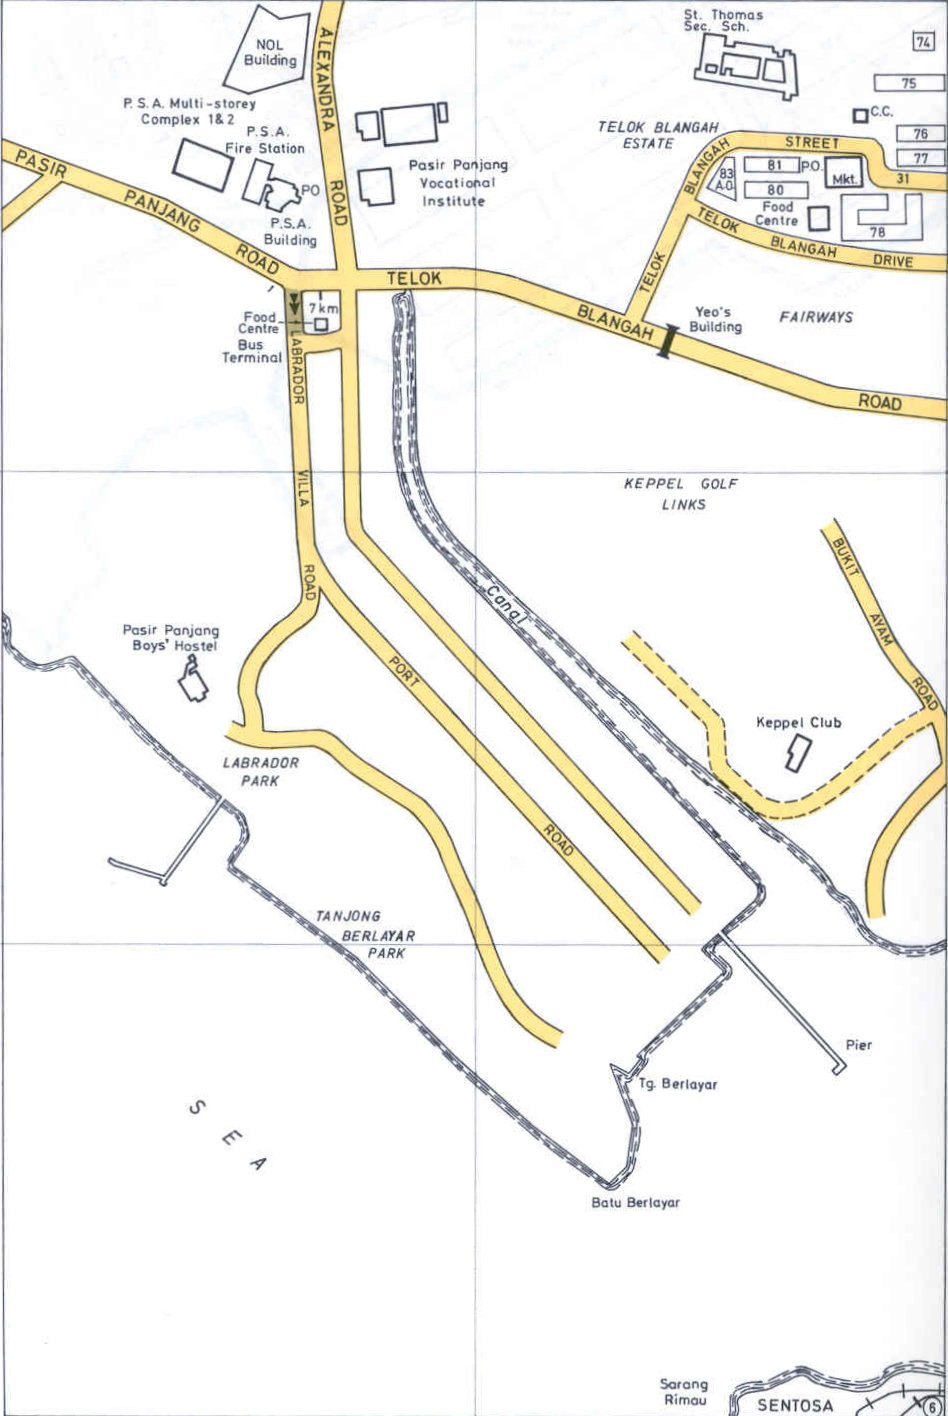 St. Thomas
Sec. Sch.
74
NOL
Building
ALEXANDRA
ROAD
75
P. S. A. Multi-storey
Complex 1&2
C.C.
P.S.A.
Fire Station
TELOK BLANGAH
ESTATE
76
BLANGAH
STREET
31
77
PASIR
PANJANG
ROAD
Pasir Panjang
Vocational
Institute
81
P.O.
Mkt.
83
A-D
80
PO
Food
Centre
78
P.S.A.
Building
TELOK
BLANGAH
DRIVE
TELOK
TELOK
BLANGAH
ROAD
7 km
Food
Centre
Bus
Terminal
Yeo's
Building
FAIRWAYS
LABRADOR
VILLA
ROAD
KEPPEL GOLF
LINKS
BUKIT
AYAM
ROAD
Canal
Pasir Panjang
Boys' Hostel
PORT
ROAD
Keppel Club
LABRADOR
PARK
TANJONG
BERLAYAR
PARK
Pier
Tg. Berlayar
SEA
Batu Berlayar
Sarang
Rimau
SENTOSA
6